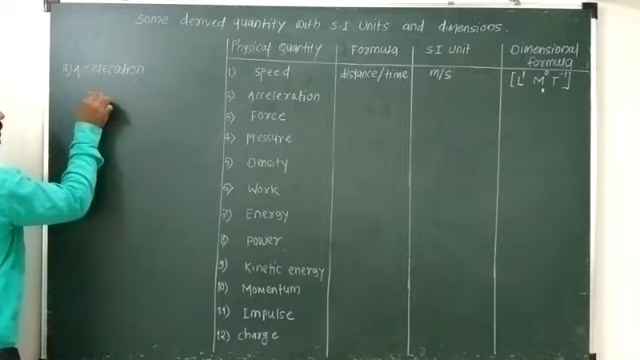 Some derived quantity with S.I Units and dimensions.
Physical Quantity Formula S.I Unit Dimensional formula
2) Acceleration
1) Speed distance/time m/s [L¹ M⁰ T⁻¹]
2) Acceleration
3) Force
4) Pressure
5) Density
6) Work
7) Energy
8) Power
9) Kinetic energy
10) Momentum
11) Impulse
12) charge